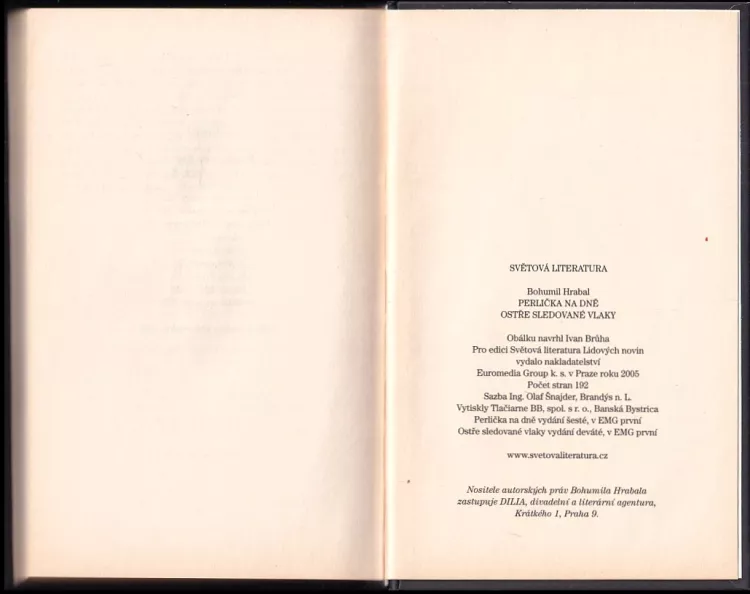 SVĚTOVÁ LITERATURA
Bohumil Hrabal
PERLIČKA NA DNĚ
OSTŘE SLEDOVANÉ VLAKY
Obálku navrhl Ivan Brůha
Pro edici Světová literatura Lidových novin
vydalo nakladatelství
Euromedia Group k. s. v Praze roku 2005
Počet stran 192
Sazba Ing. Olaf Šnajder, Brandýs n. L.
Vytiskly Tlačiarne BB, spol. s r. o., Banská Bystrica
Perlička na dně vydání šesté, v EMG první
Ostře sledované vlaky vydání deváté, v EMG první
www.svetovaliteratura.cz
Nositele autorských práv Bohumila Hrabala
zastupuje DILIA, divadelní a literární agentura,
Krátkého 1, Praha 9.